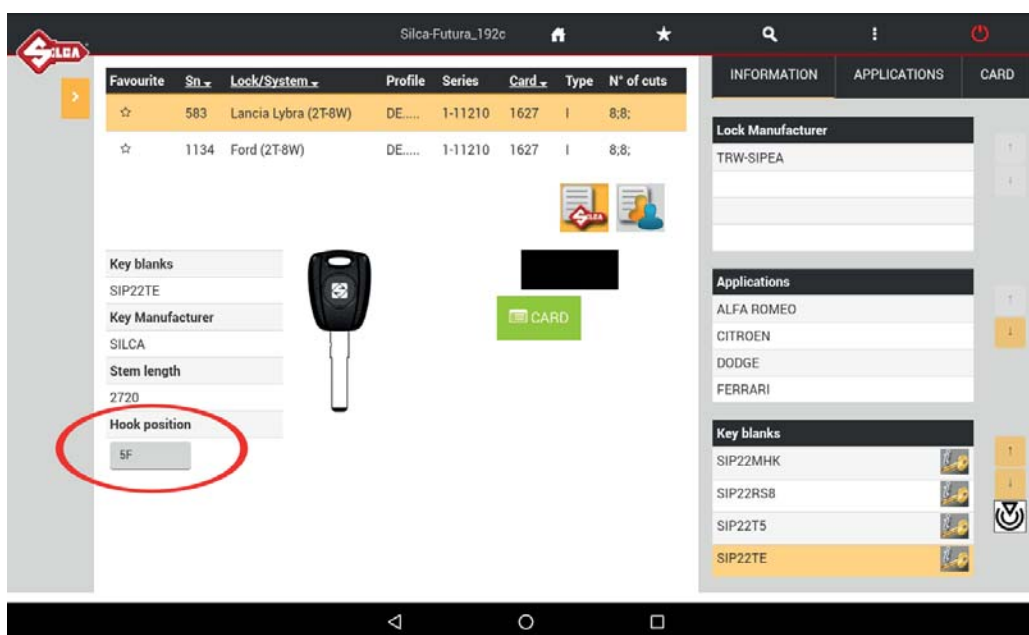 SILCA
Silca-Futura_192c
Favourite Sn Lock/System Profile Series Card Type N° of cuts
583 Lancia Lybra (2T-8W) DE..... 1-11210 1627 I 8;8;
1134 Ford (2T-8W) DE..... 1-11210 1627 I 8;8;
SILCA
Key blanks
SIP22TE
Key Manufacturer
SILCA
Stem length
2720
Hook position
5F
CARD
INFORMATION APPLICATIONS CARD
Lock Manufacturer
TRW-SIPEA
Applications
ALFA ROMEO
CITROEN
DODGE
FERRARI
Key blanks
SIP22MHK
SIP22RS8
SIP22T5
SIP22TE